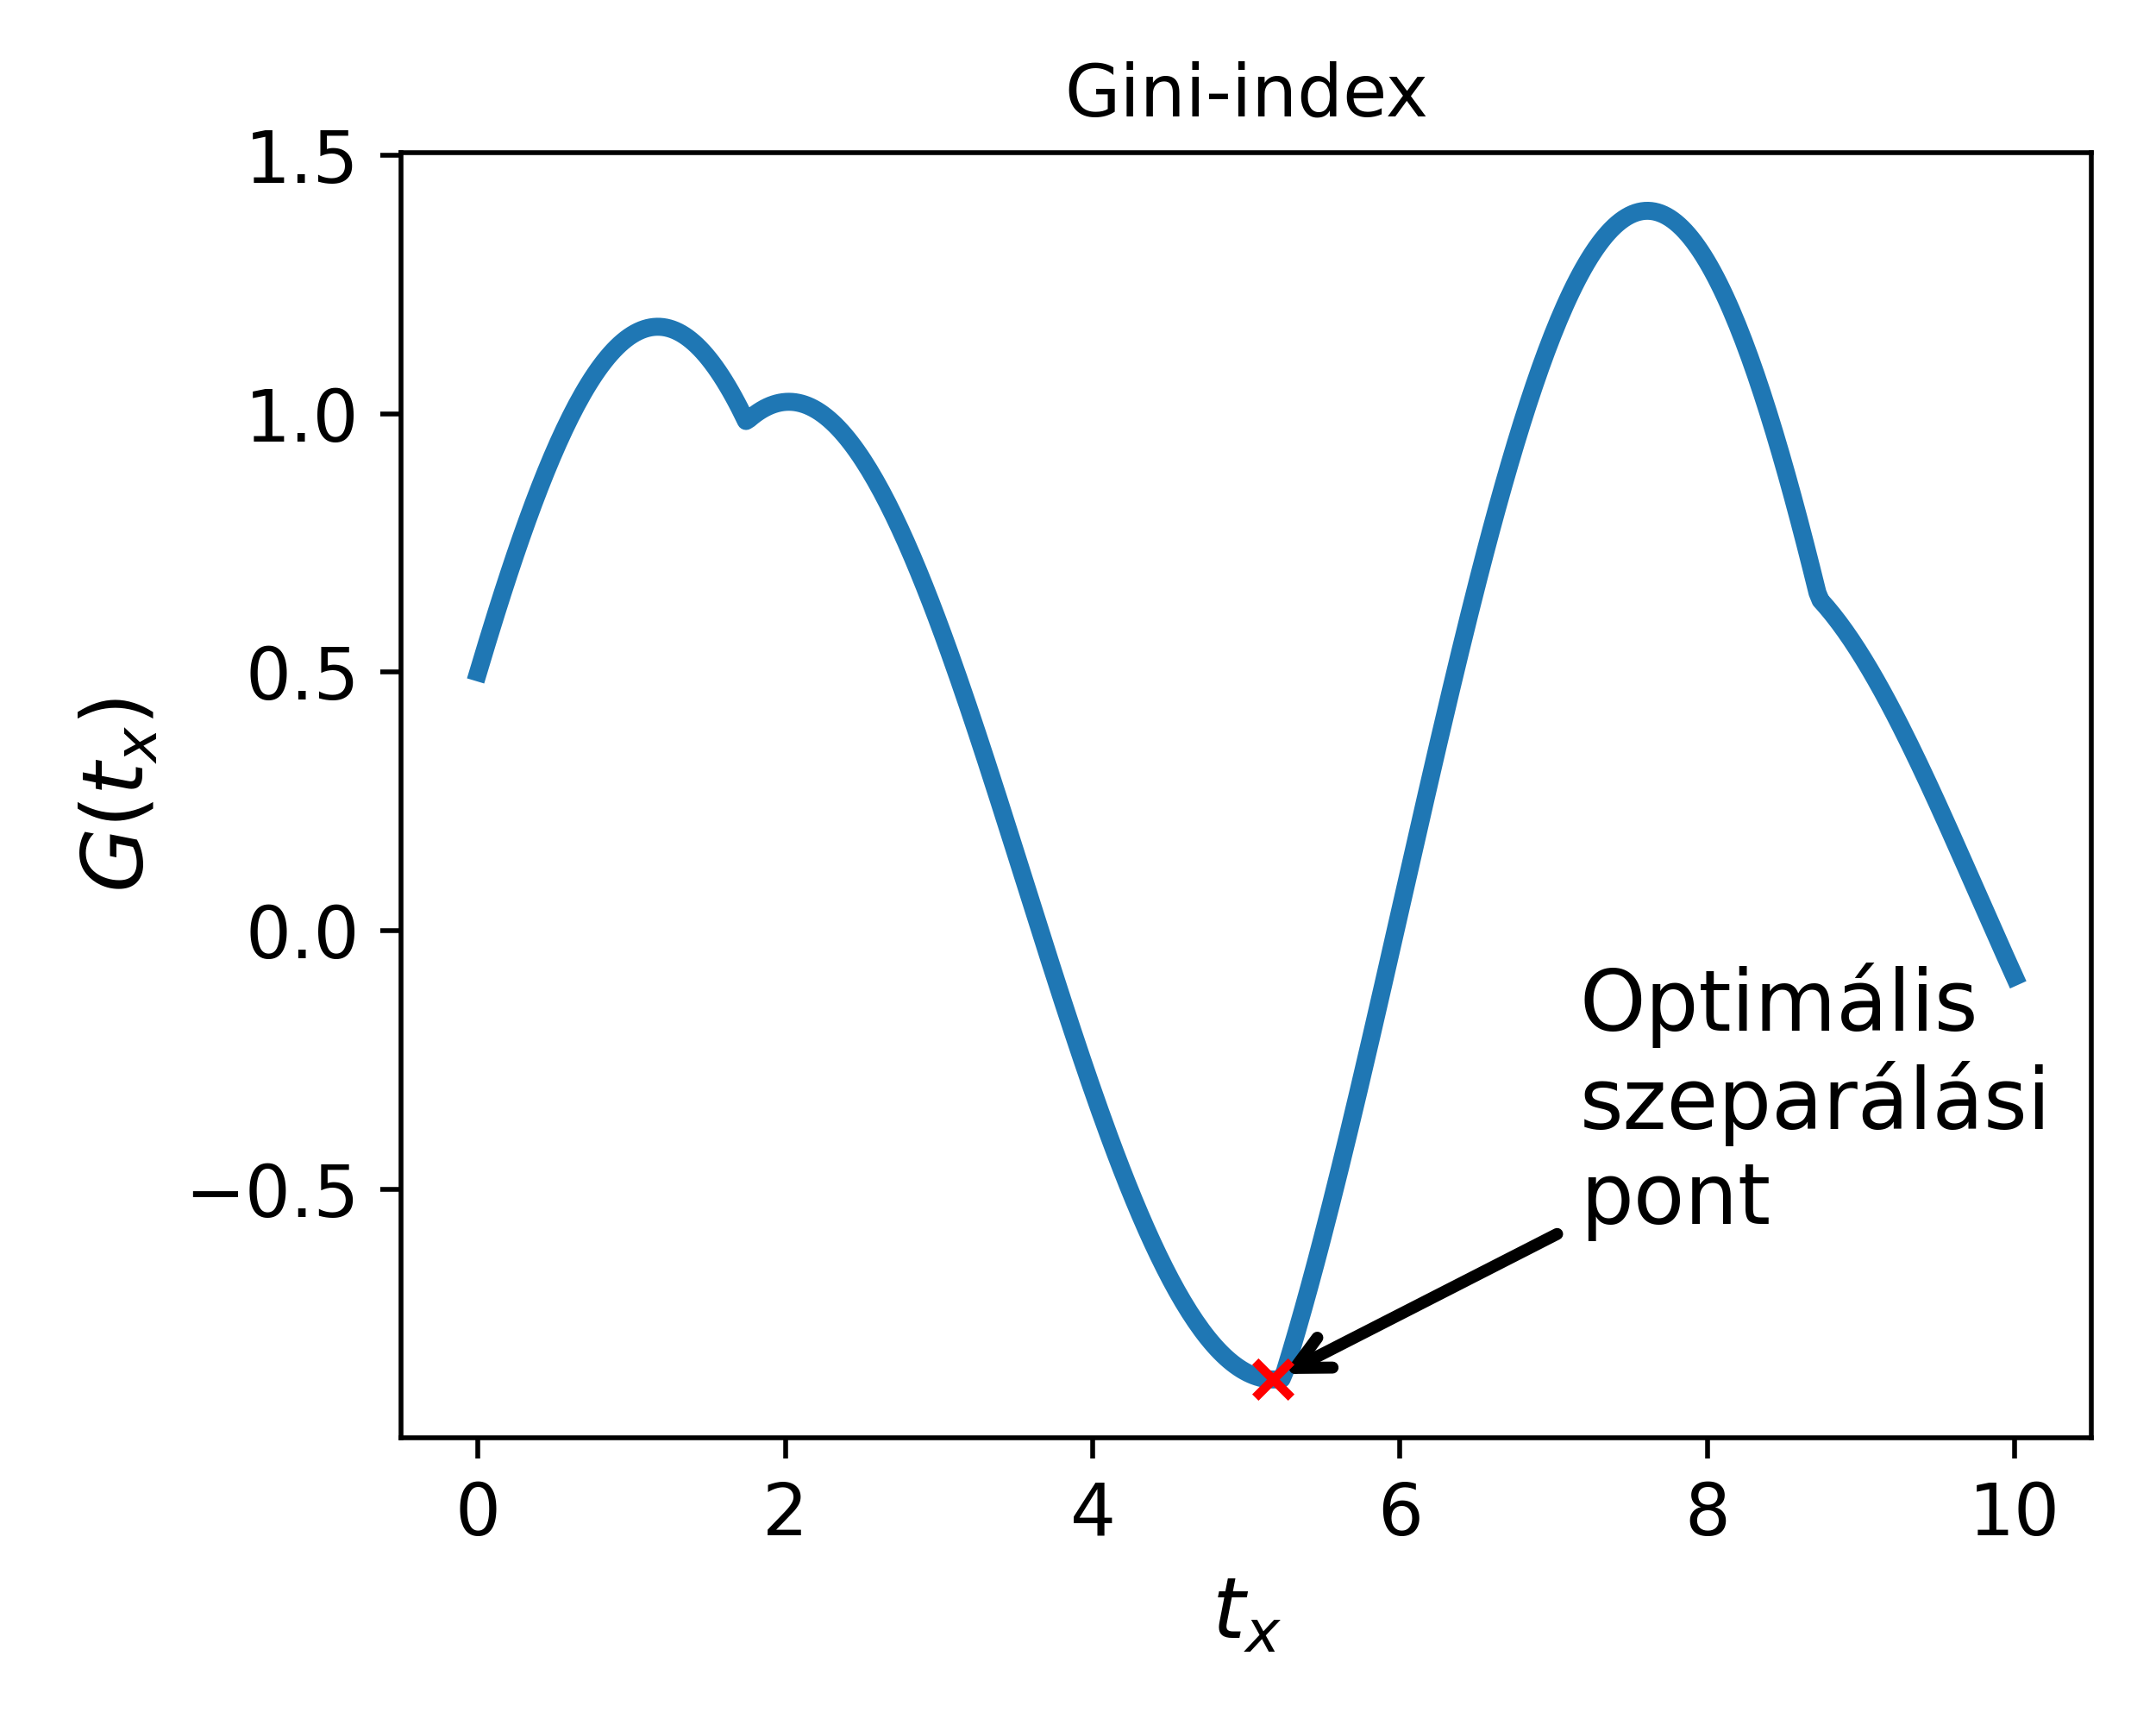 Gini-index
1.5
1.0
0.5
0.0
−0.5
G(tₓ)
Optimális
szeparálási
pont
0 2 4 6 8 10
tₓ